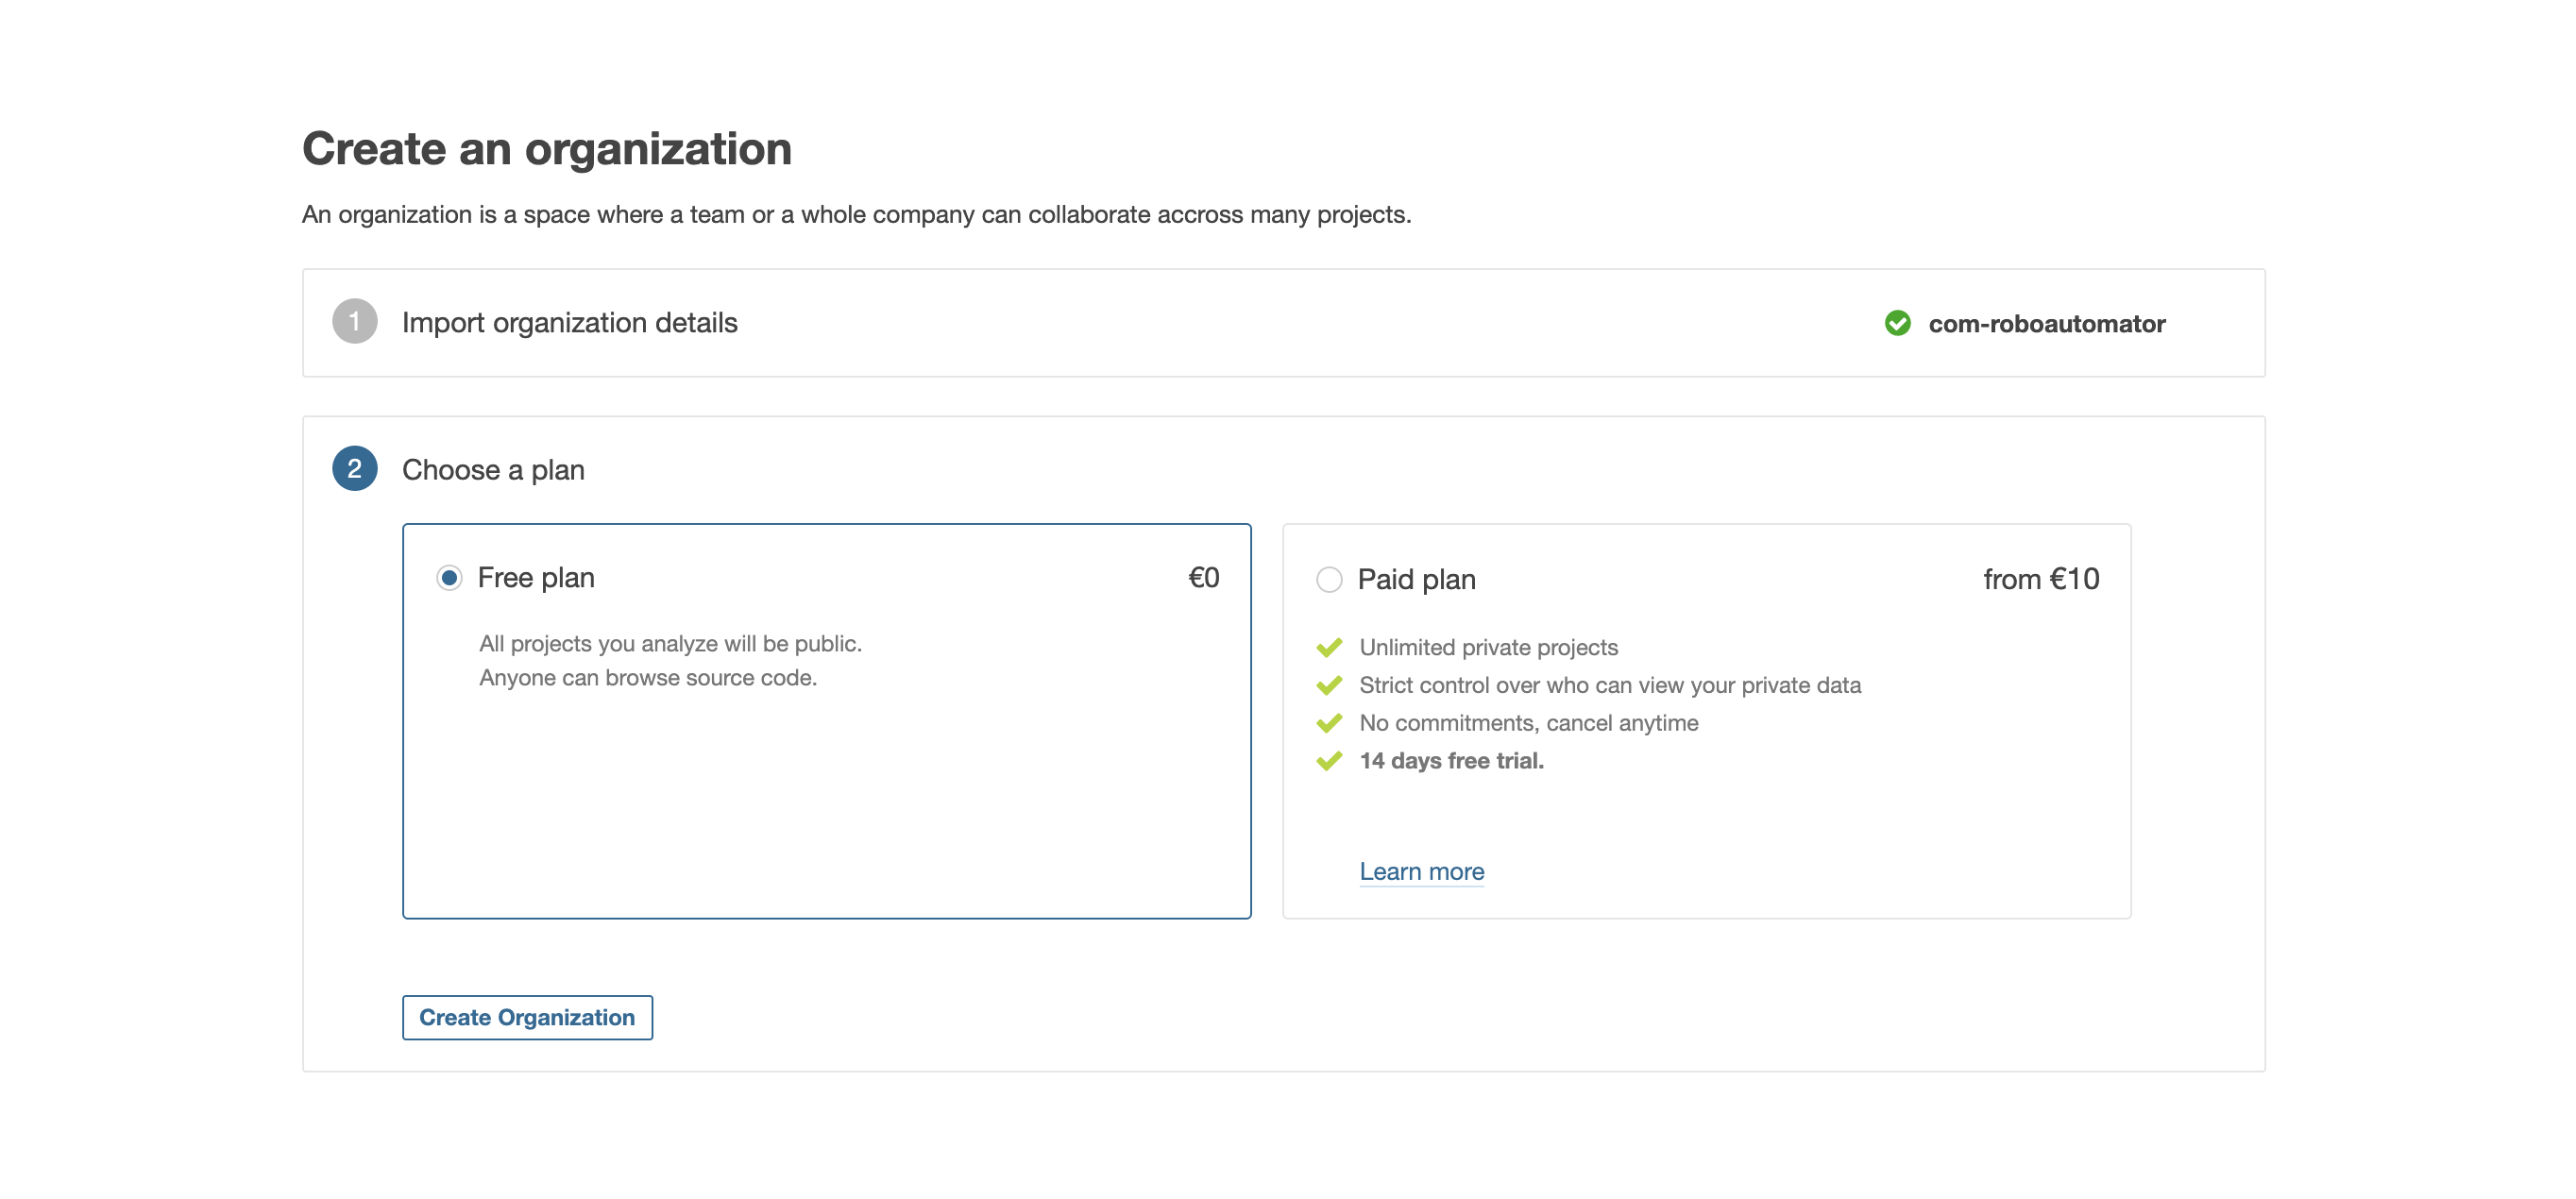 Create an organization
An organization is a space where a team or a whole company can collaborate accross many projects.
1 Import organization details com-roboautomator
2 Choose a plan
Free plan €0
All projects you analyze will be public.
Anyone can browse source code.
Paid plan from €10
Unlimited private projects
Strict control over who can view your private data
No commitments, cancel anytime
14 days free trial.
Learn more
Create Organization